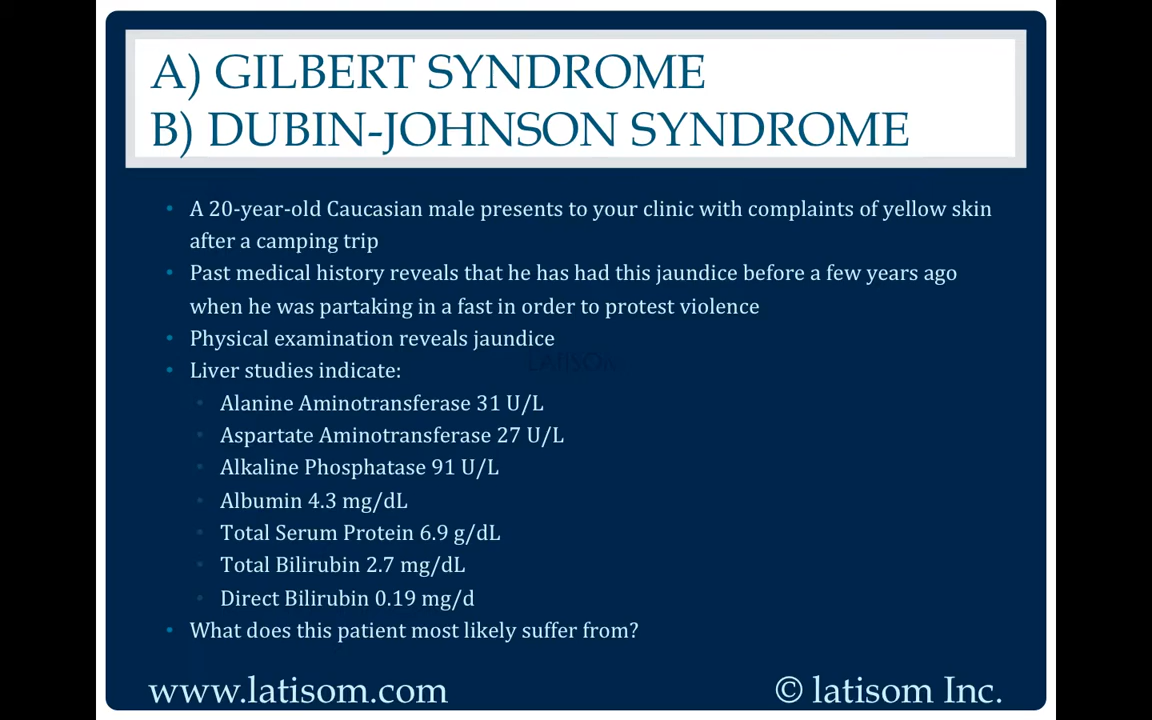 A) GILBERT SYNDROME
B) DUBIN-JOHNSON SYNDROME
• A 20-year-old Caucasian male presents to your clinic with complaints of yellow skin
after a camping trip
• Past medical history reveals that he has had this jaundice before a few years ago
when he was partaking in a fast in order to protest violence
• Physical examination reveals jaundice
LATISOM
• Liver studies indicate:
• Alanine Aminotransferase 31 U/L
• Aspartate Aminotransferase 27 U/L
• Alkaline Phosphatase 91 U/L
• Albumin 4.3 mg/dL
• Total Serum Protein 6.9 g/dL
• Total Bilirubin 2.7 mg/dL
• Direct Bilirubin 0.19 mg/d
• What does this patient most likely suffer from?
www.latisom.com
© latisom Inc.